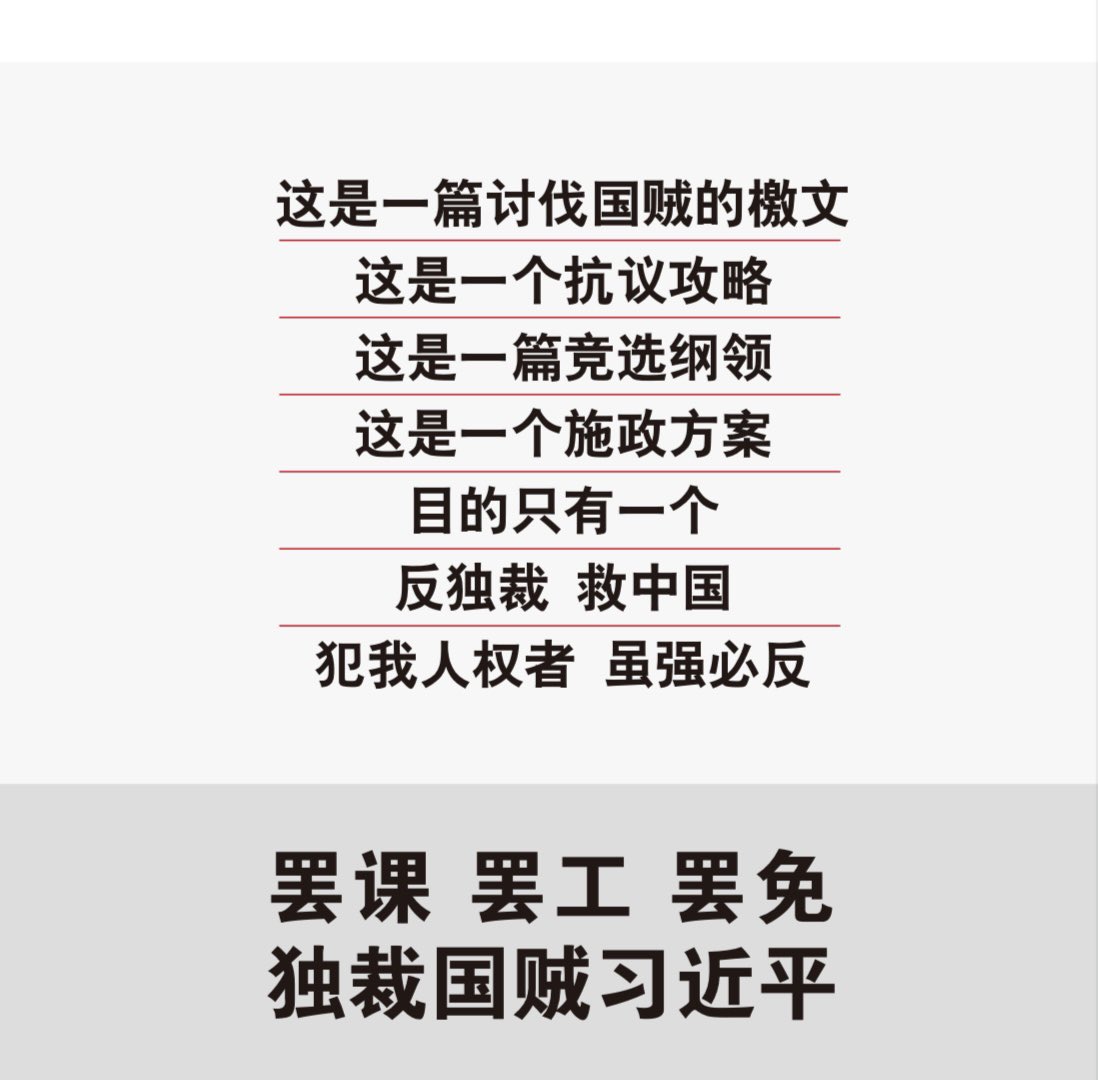 这是一篇讨伐国贼的檄文
这是一个抗议攻略
这是一篇竞选纲领
这是一个施政方案
目的只有一个
反独裁 救中国
犯我人权者 虽强必反
罢课 罢工 罢免
独裁国贼习近平